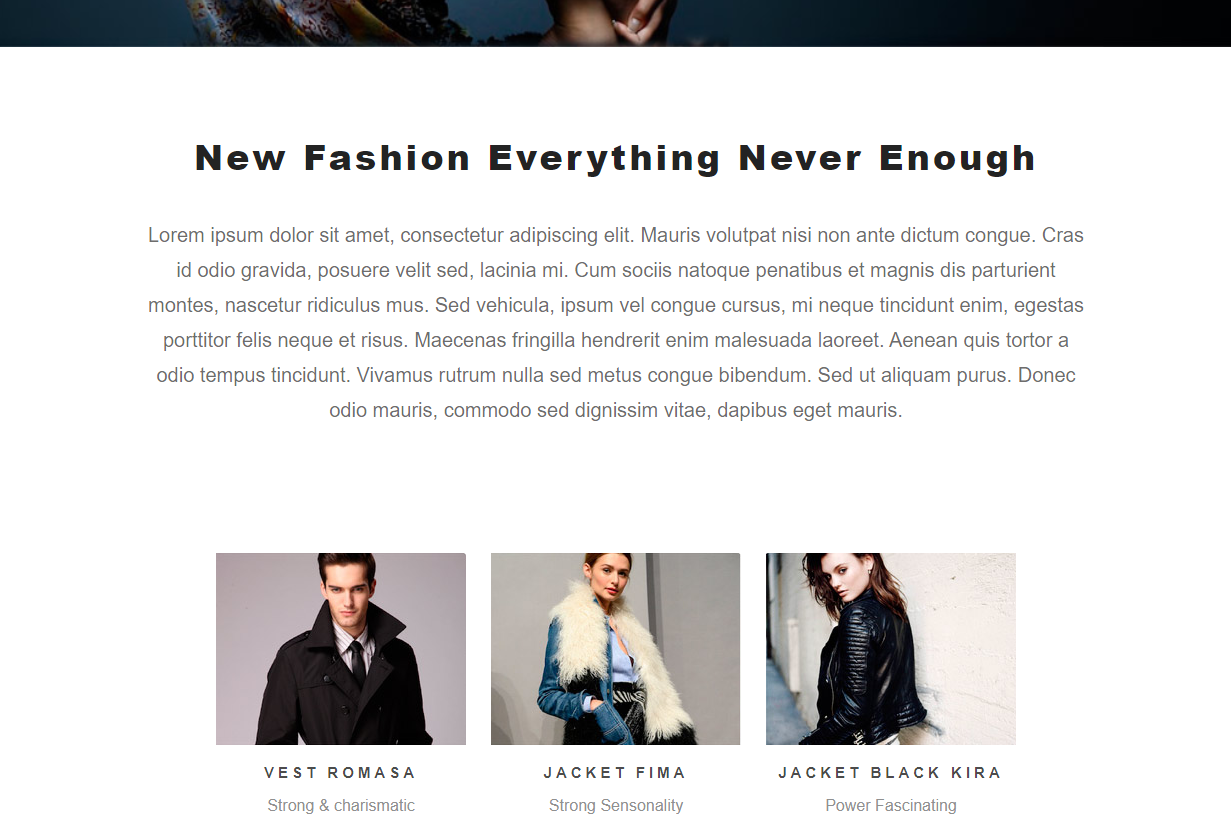 New Fashion Everything Never Enough
Lorem ipsum dolor sit amet, consectetur adipiscing elit. Mauris volutpat nisi non ante dictum congue. Cras
id odio gravida, posuere velit sed, lacinia mi. Cum sociis natoque penatibus et magnis dis parturient
montes, nascetur ridiculus mus. Sed vehicula, ipsum vel congue cursus, mi neque tincidunt enim, egestas
porttitor felis neque et risus. Maecenas fringilla hendrerit enim malesuada laoreet. Aenean quis tortor a
odio tempus tincidunt. Vivamus rutrum nulla sed metus congue bibendum. Sed ut aliquam purus. Donec
odio mauris, commodo sed dignissim vitae, dapibus eget mauris.
VEST ROMASA
Strong & charismatic
JACKET FIMA
Strong Sensonality
JACKET BLACK KIRA
Power Fascinating